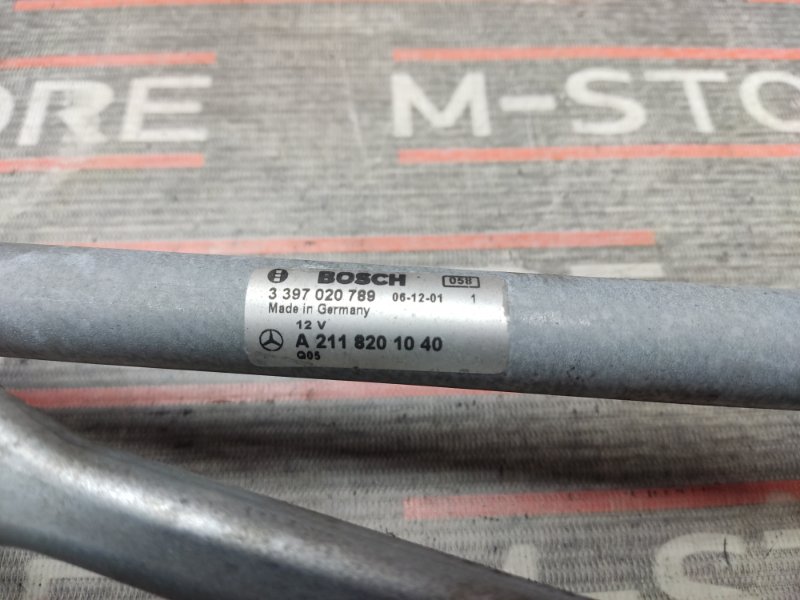 ORE M-STO
BOSCH 058
3 397 020 789 06-12-01 1
Made in Germany
12 V
A 211 820 10 40
Q05